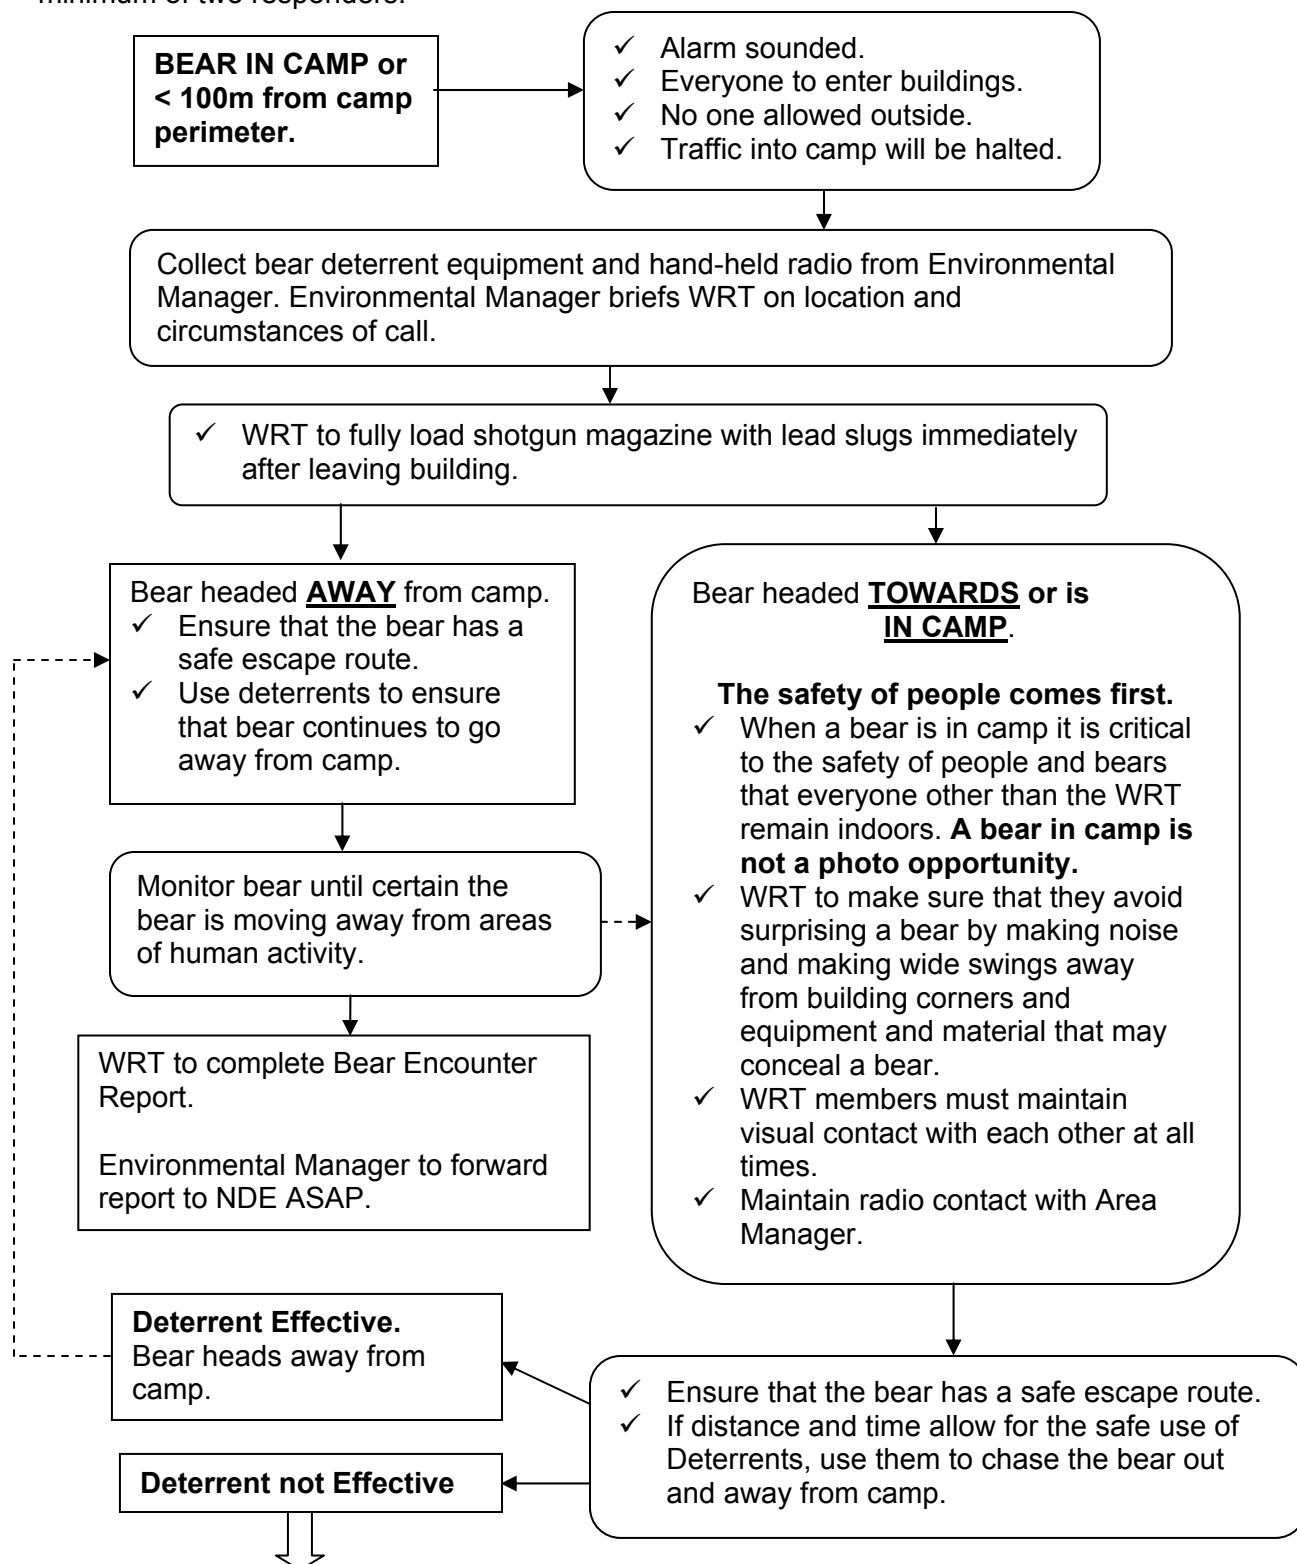 minimum of two responders.
BEAR IN CAMP or
< 100m from camp
perimeter.
✓ Alarm sounded.
✓ Everyone to enter buildings.
✓ No one allowed outside.
✓ Traffic into camp will be halted.
Collect bear deterrent equipment and hand-held radio from Environmental
Manager. Environmental Manager briefs WRT on location and
circumstances of call.
✓ WRT to fully load shotgun magazine with lead slugs immediately
after leaving building.
Bear headed AWAY from camp.
✓ Ensure that the bear has a
safe escape route.
✓ Use deterrents to ensure
that bear continues to go
away from camp.
Monitor bear until certain the
bear is moving away from areas
of human activity.
WRT to complete Bear Encounter
Report.
Environmental Manager to forward
report to NDE ASAP.
Bear headed TOWARDS or is
IN CAMP.
The safety of people comes first.
✓ When a bear is in camp it is critical
to the safety of people and bears
that everyone other than the WRT
remain indoors. A bear in camp is
not a photo opportunity.
✓ WRT to make sure that they avoid
surprising a bear by making noise
and making wide swings away
from building corners and
equipment and material that may
conceal a bear.
✓ WRT members must maintain
visual contact with each other at all
times.
✓ Maintain radio contact with Area
Manager.
Deterrent Effective.
Bear heads away from
camp.
Deterrent not Effective
✓ Ensure that the bear has a safe escape route.
✓ If distance and time allow for the safe use of
Deterrents, use them to chase the bear out
and away from camp.